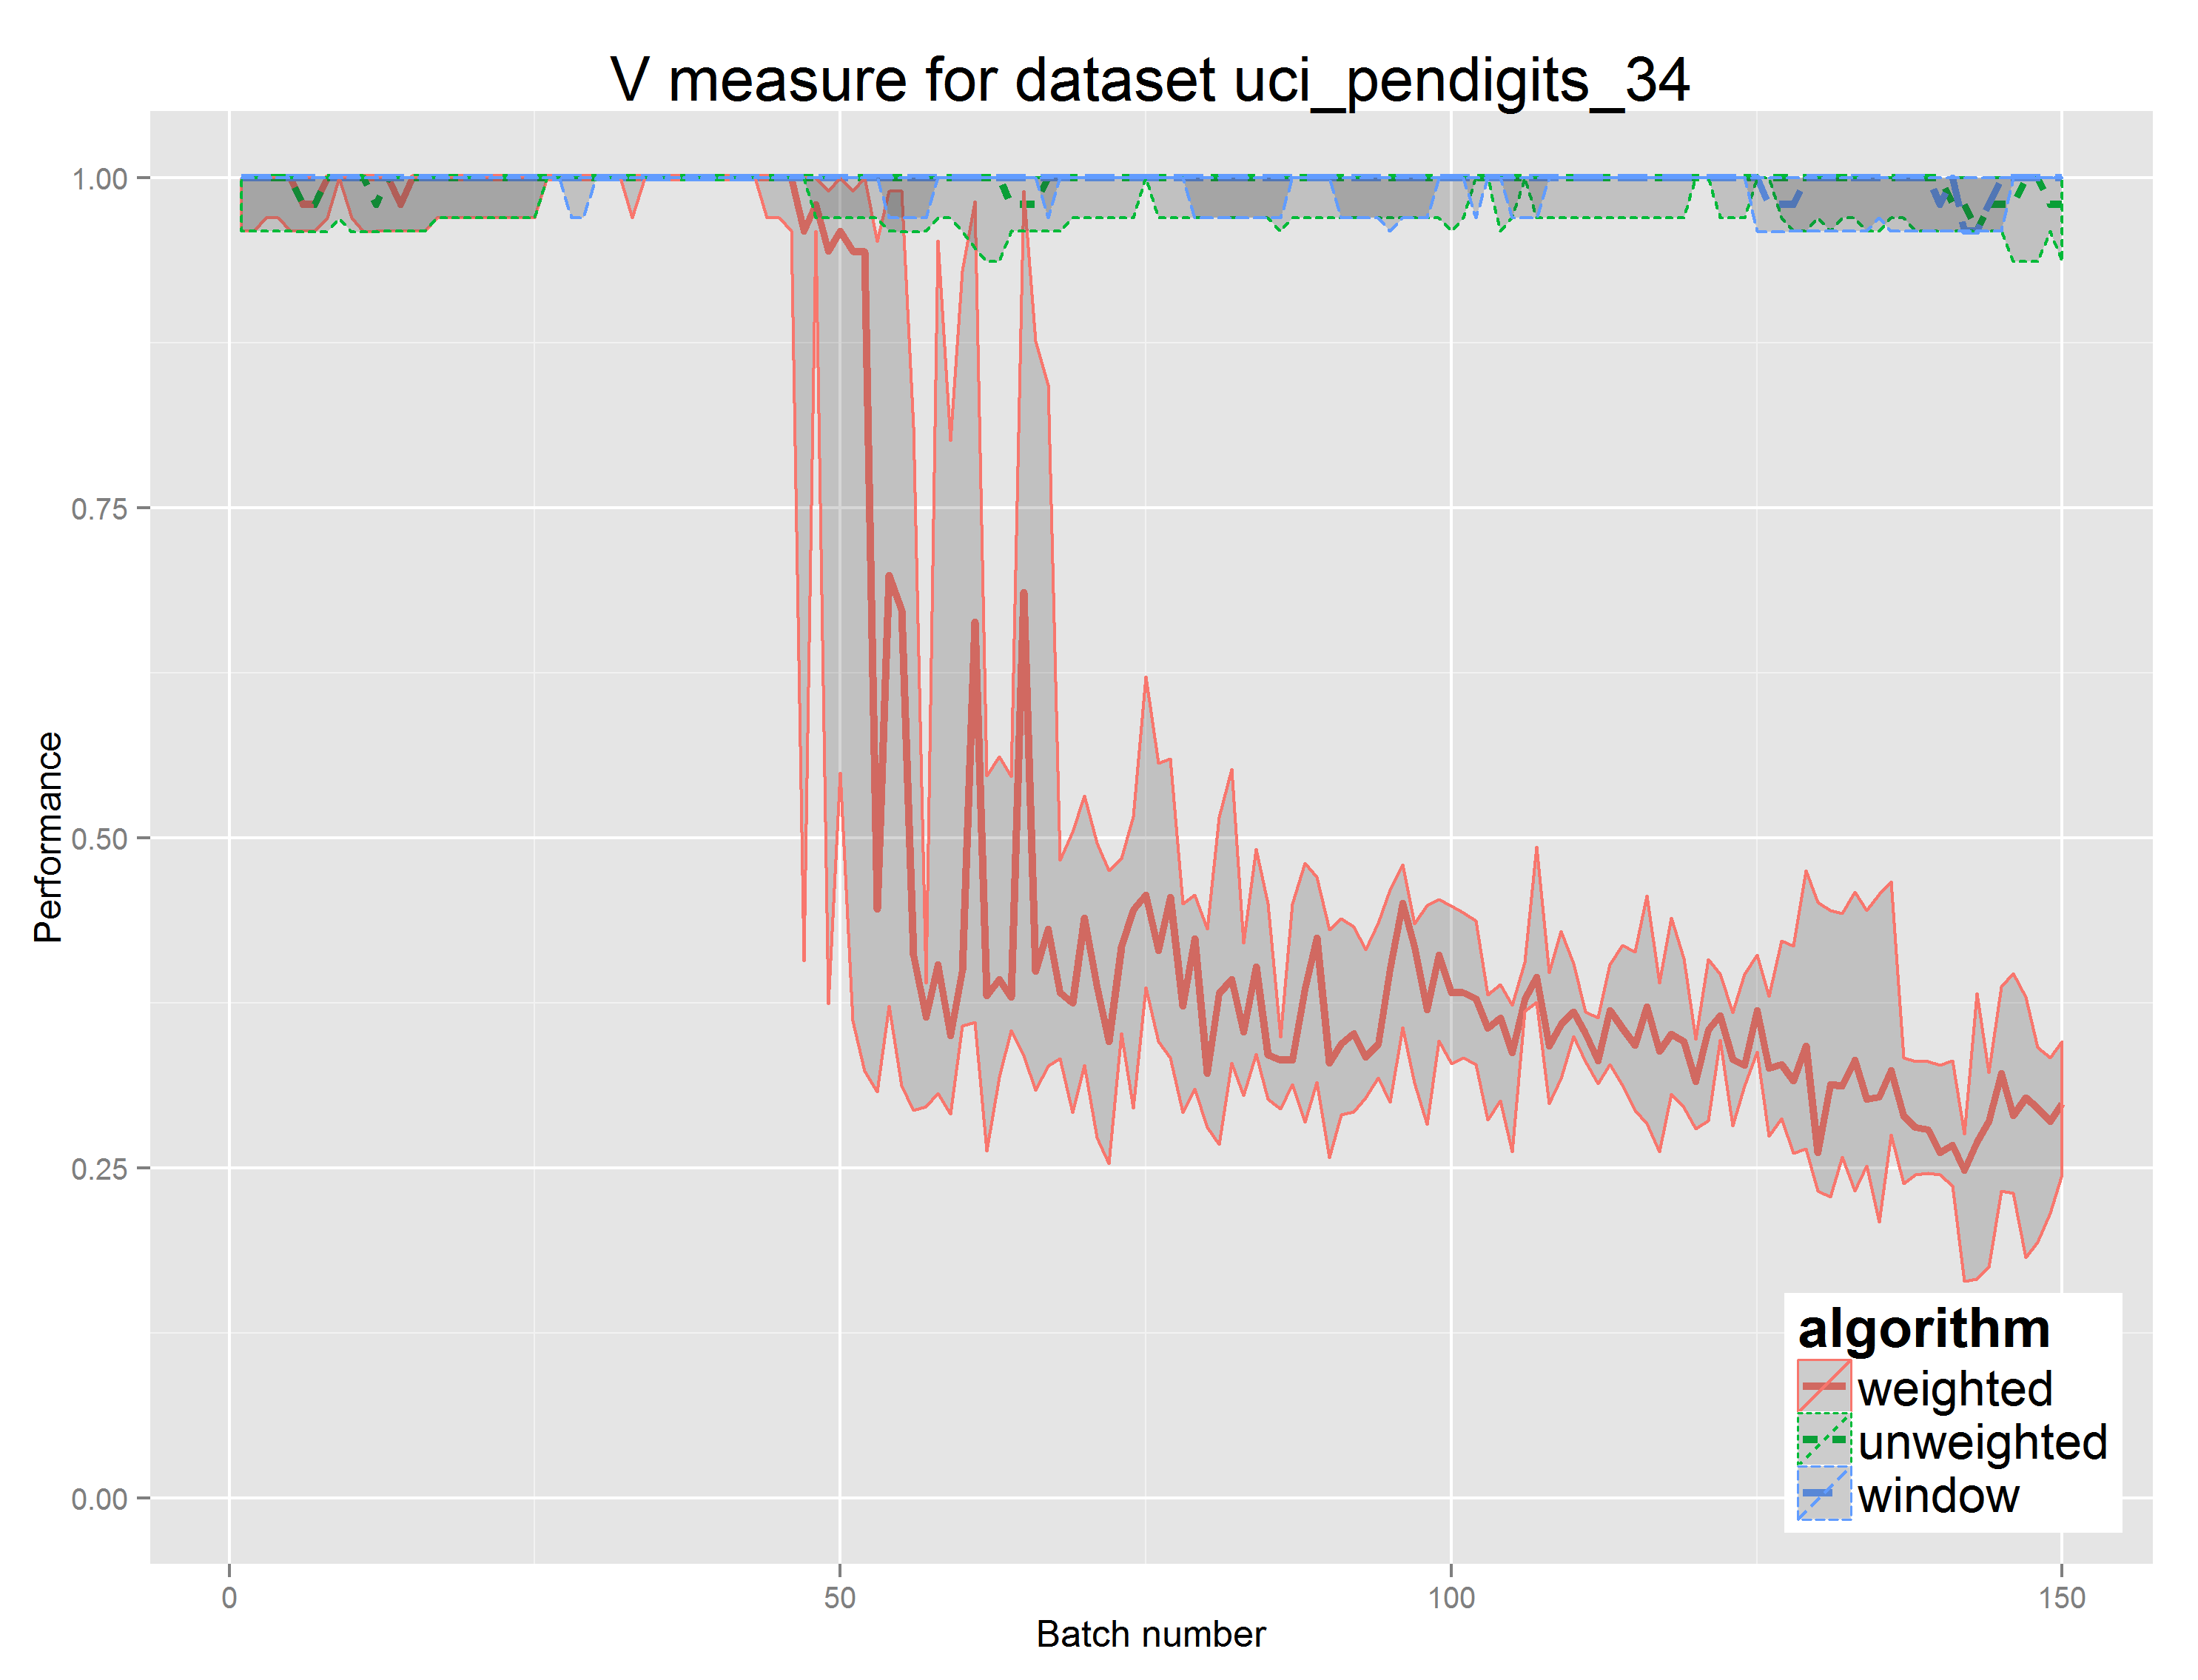 V measure for dataset uci_pendigits_34
1.00
0.75
0.50
0.25
0.00
Performance
0
50
100
150
Batch number
algorithm
weighted
unweighted
window